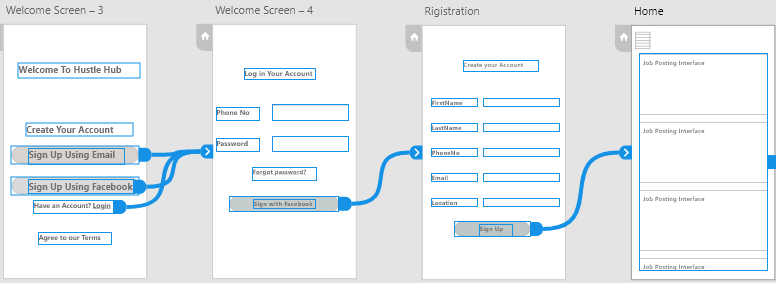 Welcome Screen – 3
Welcome To Hustle Hub
Create Your Account
Sign Up Using Email
Sign Up Using Facebook
Have an Account? Login
Agree to our Terms
Welcome Screen – 4
Log in Your Account
Phone No
Password
Forgot password?
Sign with Facebook
Rigistration
Create your Account
FirstName
LastName
PhoneNo
Email
Location
Sign Up
Home
Job Posting Interface
Job Posting Interface
Job Posting Interface
Job Posting Interface